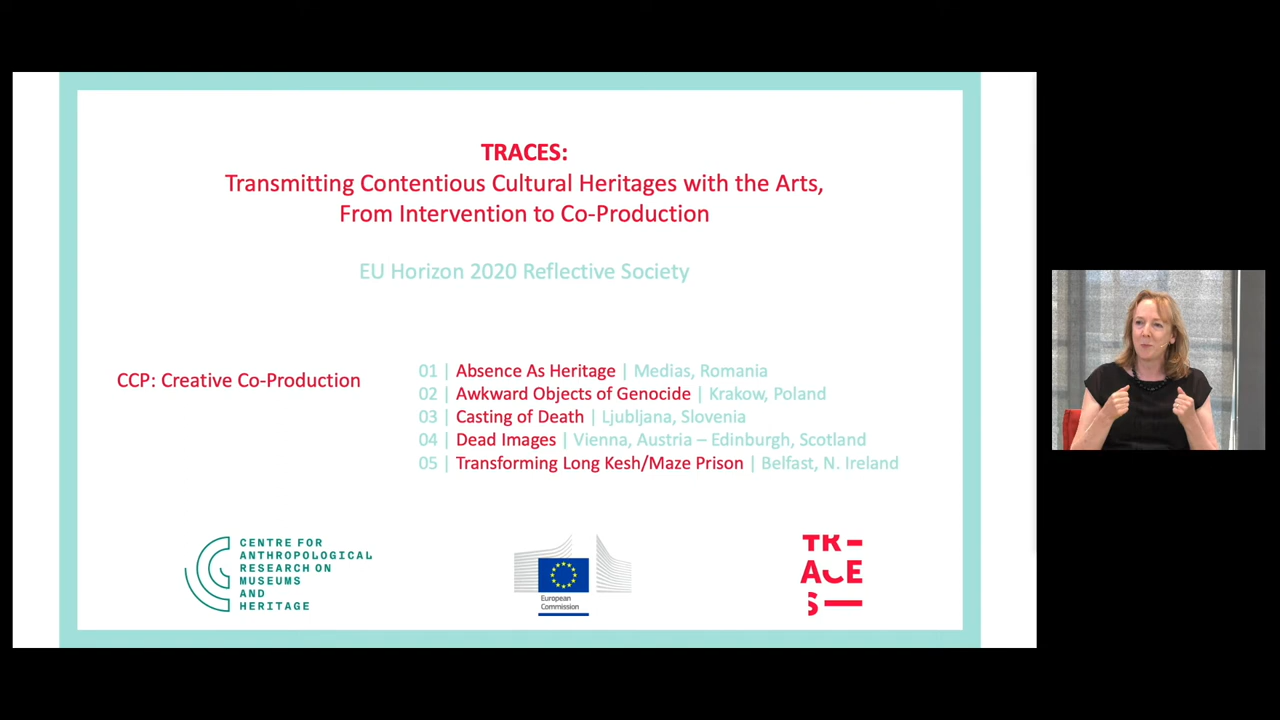 TRACES:
Transmitting Contentious Cultural Heritages with the Arts,
From Intervention to Co-Production
EU Horizon 2020 Reflective Society
CCP: Creative Co-Production
01 | Absence As Heritage | Medias, Romania
02 | Awkward Objects of Genocide | Krakow, Poland
03 | Casting of Death | Ljubljana, Slovenia
04 | Dead Images | Vienna, Austria – Edinburgh, Scotland
05 | Transforming Long Kesh/Maze Prison | Belfast, N. Ireland
CENTRE FOR
ANTHROPOLOGICAL
RESEARCH ON
MUSEUMS
AND
HERITAGE
European
Commission
TR
ACE
S